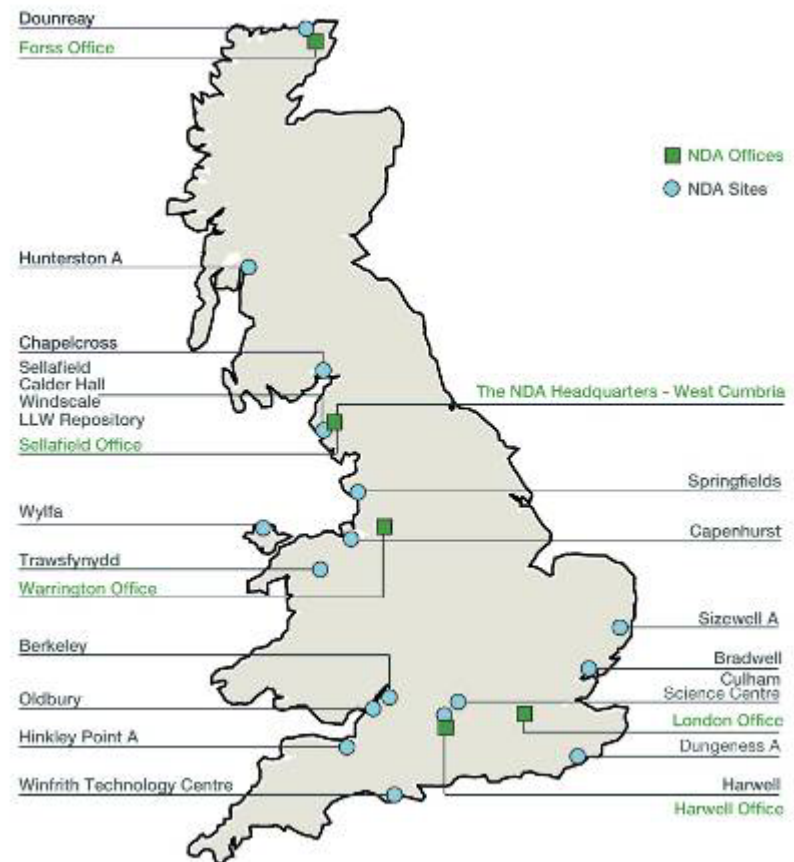 Dounreay
Forss Office
NDA Offices
NDA Sites
Hunterston A
Chapelcross
Sellafield
Calder Hall
Windscale
LLW Repository
Sellafield Office
The NDA Headquarters - West Cumbria
Springfields
Wylfa
Capenhurst
Trawsfynydd
Warrington Office
Sizewell A
Berkeley
Bradwell
Culham
Science Centre
Oldbury
London Office
Hinkley Point A
Dungeness A
Winfrith Technology Centre
Harwell
Harwell Office